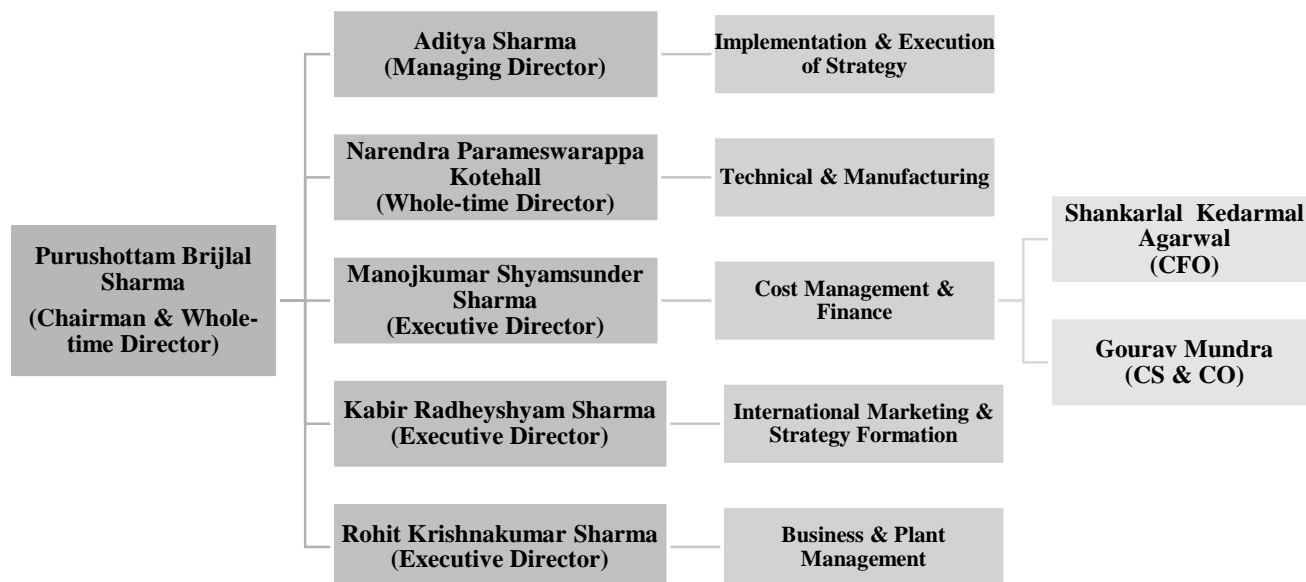 Purushottam Brijlal
Sharma
(Chairman & Whole-
time Director)
Aditya Sharma
(Managing Director)
Implementation & Execution
of Strategy
Narendra Parameswarappa
Kotehall
(Whole-time Director)
Technical & Manufacturing
Manojkumar Shyamsunder
Sharma
(Executive Director)
Cost Management &
Finance
Shankarlal Kedarmal
Agarwal
(CFO)
Gourav Mundra
(CS & CO)
Kabir Radheyshyam Sharma
(Executive Director)
International Marketing &
Strategy Formation
Rohit Krishnakumar Sharma
(Executive Director)
Business & Plant
Management